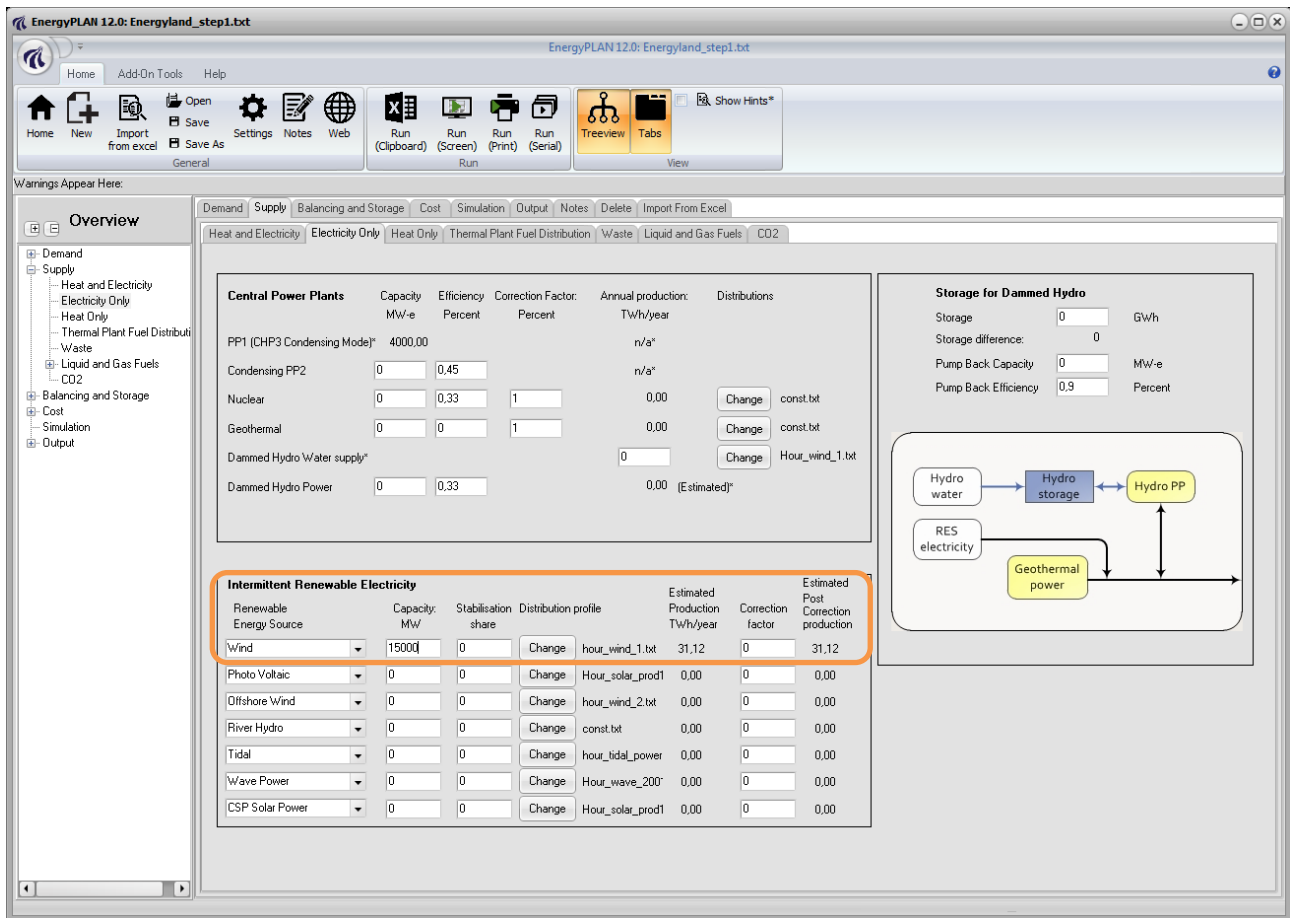 EnergyPLAN 12.0: Energyland_step1.txt
EnergyPLAN 12.0: Energyland_step1.txt
Home Add-On Tools Help
Home New Import from excel Open Save Save As Settings Notes Web Run (Clipboard) Run (Screen) Run (Print) Run (Serial) Treeview Tabs Show Hints*
General Run View
Warnings Appear Here:
Overview
Demand
Supply
Heat and Electricity
Electricity Only
Heat Only
Thermal Plant Fuel Distributi
Waste
Liquid and Gas Fuels
CO2
Balancing and Storage
Cost
Simulation
Output
Demand Supply Balancing and Storage Cost Simulation Output Notes Delete Import From Excel
Heat and Electricity Electricity Only Heat Only Thermal Plant Fuel Distribution Waste Liquid and Gas Fuels CO2
Central Power Plants Capacity Efficiency Correction Factor: Annual production: Distributions
MW-e Percent Percent TWh/year
PP1 (CHP3 Condensing Mode)* 4000,00 n/a*
Condensing PP2 0 0,45 n/a*
Nuclear 0 0,33 1 0,00 Change const.txt
Geothermal 0 0 1 0,00 Change const.txt
Dammed Hydro Water supply* 0 Change Hour_wind_1.txt
Dammed Hydro Power 0 0,33 0,00 (Estimated)*
Storage for Dammed Hydro
Storage 0 GWh
Storage difference: 0
Pump Back Capacity 0 MW-e
Pump Back Efficiency 0,9 Percent
Hydro water
Hydro storage
Hydro PP
RES electricity
Geothermal power
Intermittent Renewable Electricity
Renewable Energy Source Capacity: MW Stabilisation share Distribution profile Estimated Production TWh/year Correction factor Estimated Post Correction production
Wind 15000 0 Change hour_wind_1.txt 31,12 0 31,12
Photo Voltaic 0 0 Change Hour_solar_prod1 0,00 0 0,00
Offshore Wind 0 0 Change hour_wind_2.txt 0,00 0 0,00
River Hydro 0 0 Change const.txt 0,00 0 0,00
Tidal 0 0 Change hour_tidal_power 0,00 0 0,00
Wave Power 0 0 Change Hour_wave_200 0,00 0 0,00
CSP Solar Power 0 0 Change Hour_solar_prod1 0,00 0 0,00